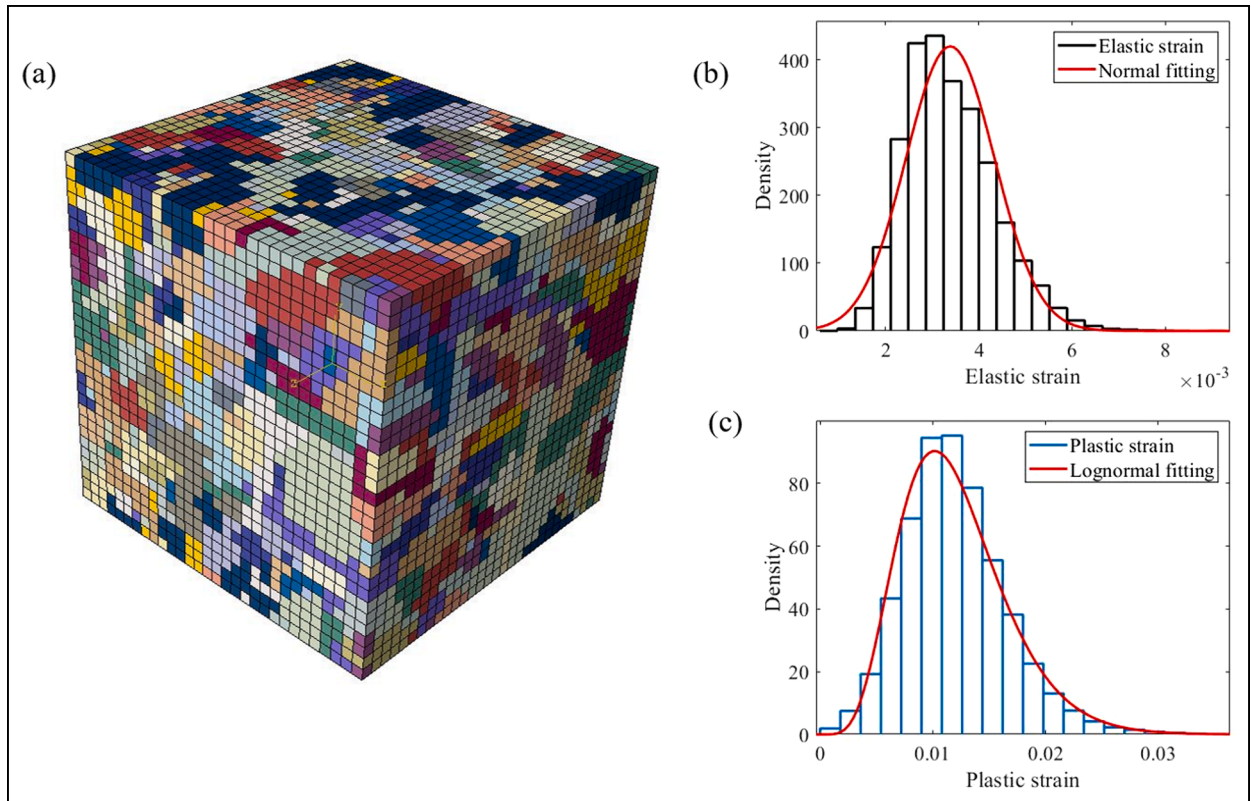 (a)
(b)
Elastic strain
Normal fitting
400
300
200
100
0
Density
2
4
6
8
Elastic strain
×10⁻³
(c)
Plastic strain
Lognormal fitting
80
60
40
20
0
Density
0
0.01
0.02
0.03
Plastic strain